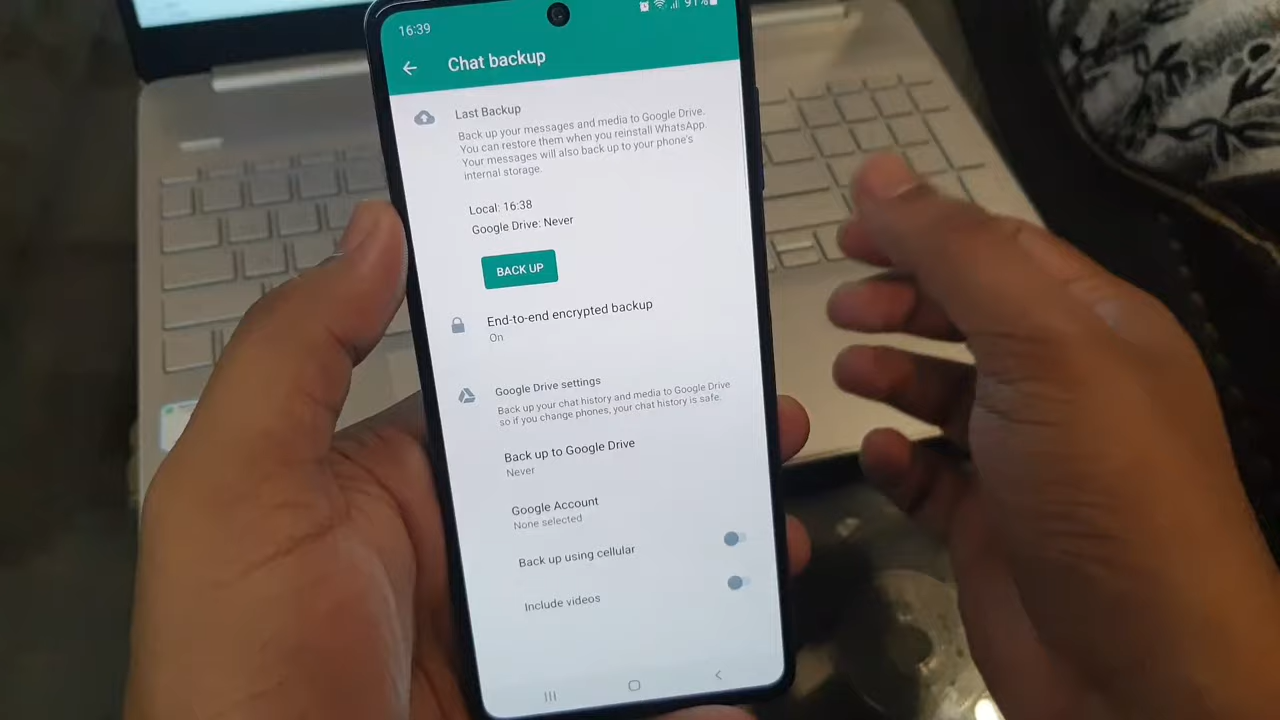 16:39
91%
Chat backup
Last Backup
Back up your messages and media to Google Drive.
You can restore them when you reinstall WhatsApp.
Your messages will also back up to your phone's
internal storage.
Local: 16:38
Google Drive: Never
BACK UP
End-to-end encrypted backup
On
Google Drive settings
Back up your chat history and media to Google Drive
so if you change phones, your chat history is safe.
Back up to Google Drive
Never
Google Account
None selected
Back up using cellular
Include videos